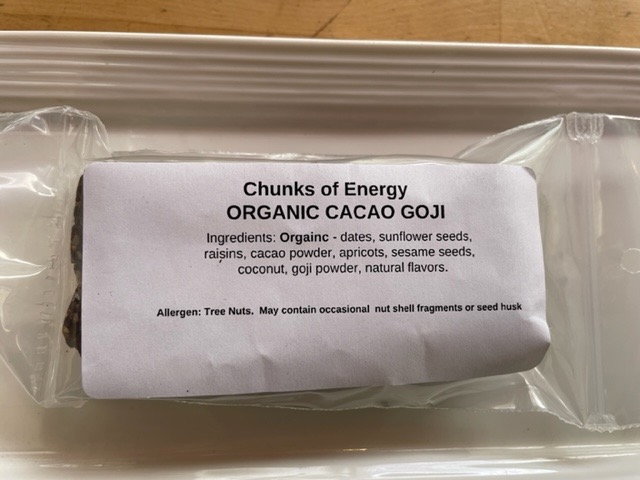 Chunks of Energy
ORGANIC CACAO GOJI
Ingredients: Orgainc - dates, sunflower seeds,
raisins, cacao powder, apricots, sesame seeds,
coconut, goji powder, natural flavors.
Allergen: Tree Nuts. May contain occasional nut shell fragments or seed husk